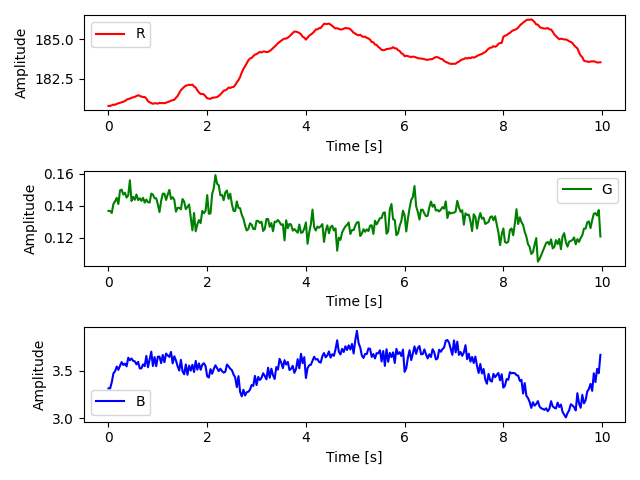 Amplitude
185.0
182.5
R
0 2 4 6 8 10
Time [s]
Amplitude
0.16
0.14
0.12
G
0 2 4 6 8 10
Time [s]
Amplitude
3.5
3.0
B
0 2 4 6 8 10
Time [s]